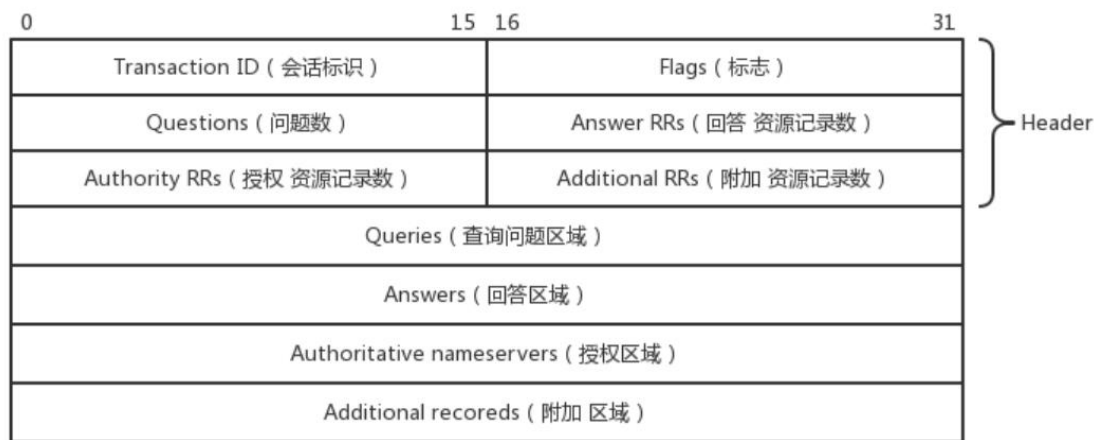 0 15 16 31
Transaction ID（会话标识） Flags（标志）
Questions（问题数） Answer RRs（回答 资源记录数） Header
Authority RRs（授权 资源记录数） Additional RRs（附加 资源记录数）
Queries（查询问题区域）
Answers（回答区域）
Authoritative nameservers（授权区域）
Additional recoreds（附加 区域）